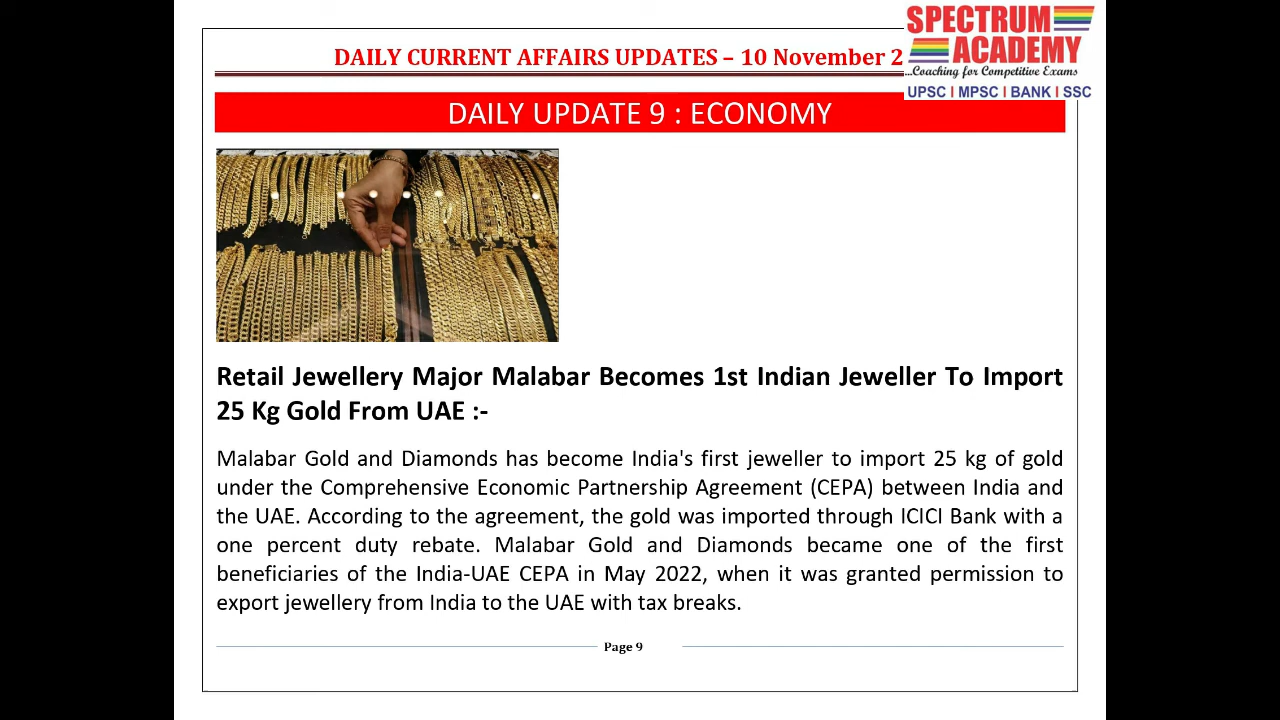 SPECTRUM
ACADEMY
...Coaching for Competitive Exams
UPSC I MPSC I BANK I SSC
DAILY CURRENT AFFAIRS UPDATES – 10 November 2
DAILY UPDATE 9 : ECONOMY
Retail Jewellery Major Malabar Becomes 1st Indian Jeweller To Import
25 Kg Gold From UAE :-
Malabar Gold and Diamonds has become India's first jeweller to import 25 kg of gold
under the Comprehensive Economic Partnership Agreement (CEPA) between India and
the UAE. According to the agreement, the gold was imported through ICICI Bank with a
one percent duty rebate. Malabar Gold and Diamonds became one of the first
beneficiaries of the India-UAE CEPA in May 2022, when it was granted permission to
export jewellery from India to the UAE with tax breaks.
Page 9